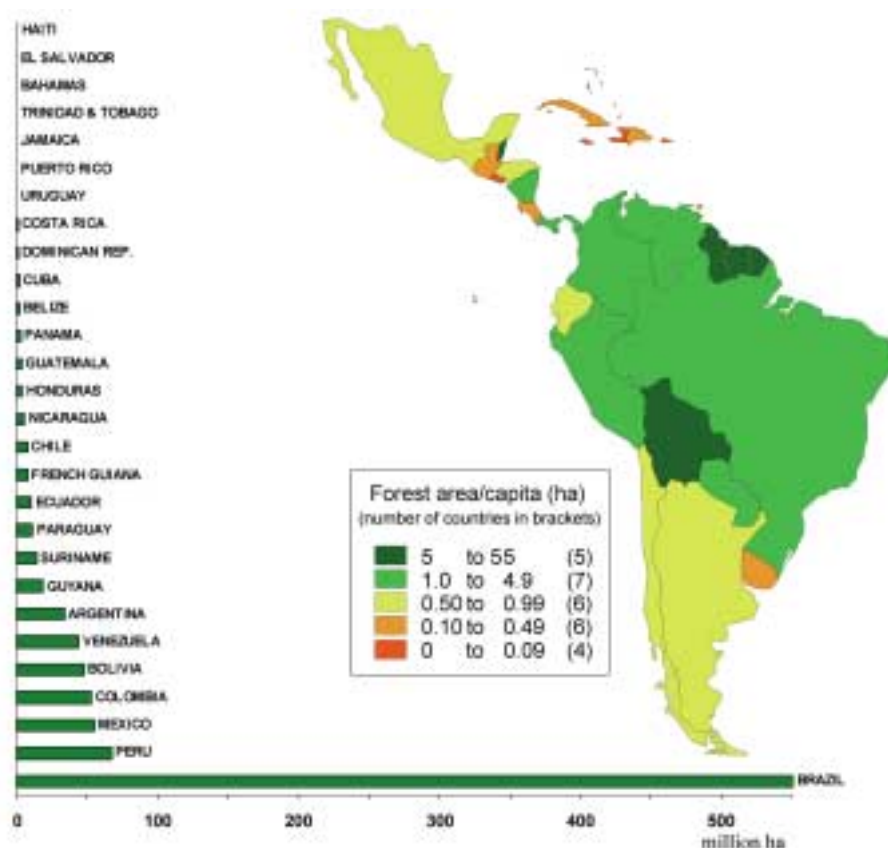 HAITI
EL SALVADOR
BAHAMAS
TRINIDAD & TOBAGO
JAMAICA
PUERTO RICO
URUGUAY
COSTA RICA
DOMINICAN REP.
CUBA
BELIZE
PANAMA
GUATEMALA
HONDURAS
NICARAGUA
CHILE
FRENCH GUIANA
ECUADOR
PARAGUAY
SURINAME
GUYANA
ARGENTINA
VENEZUELA
BOLIVIA
COLOMBIA
MEXICO
PERU
BRAZIL
0 100 200 300 400 500
million ha
Forest area/capita (ha)
(number of countries in brackets)
5 to 55 (5)
1.0 to 4.9 (7)
0.50 to 0.99 (6)
0.10 to 0.49 (6)
0 to 0.09 (4)